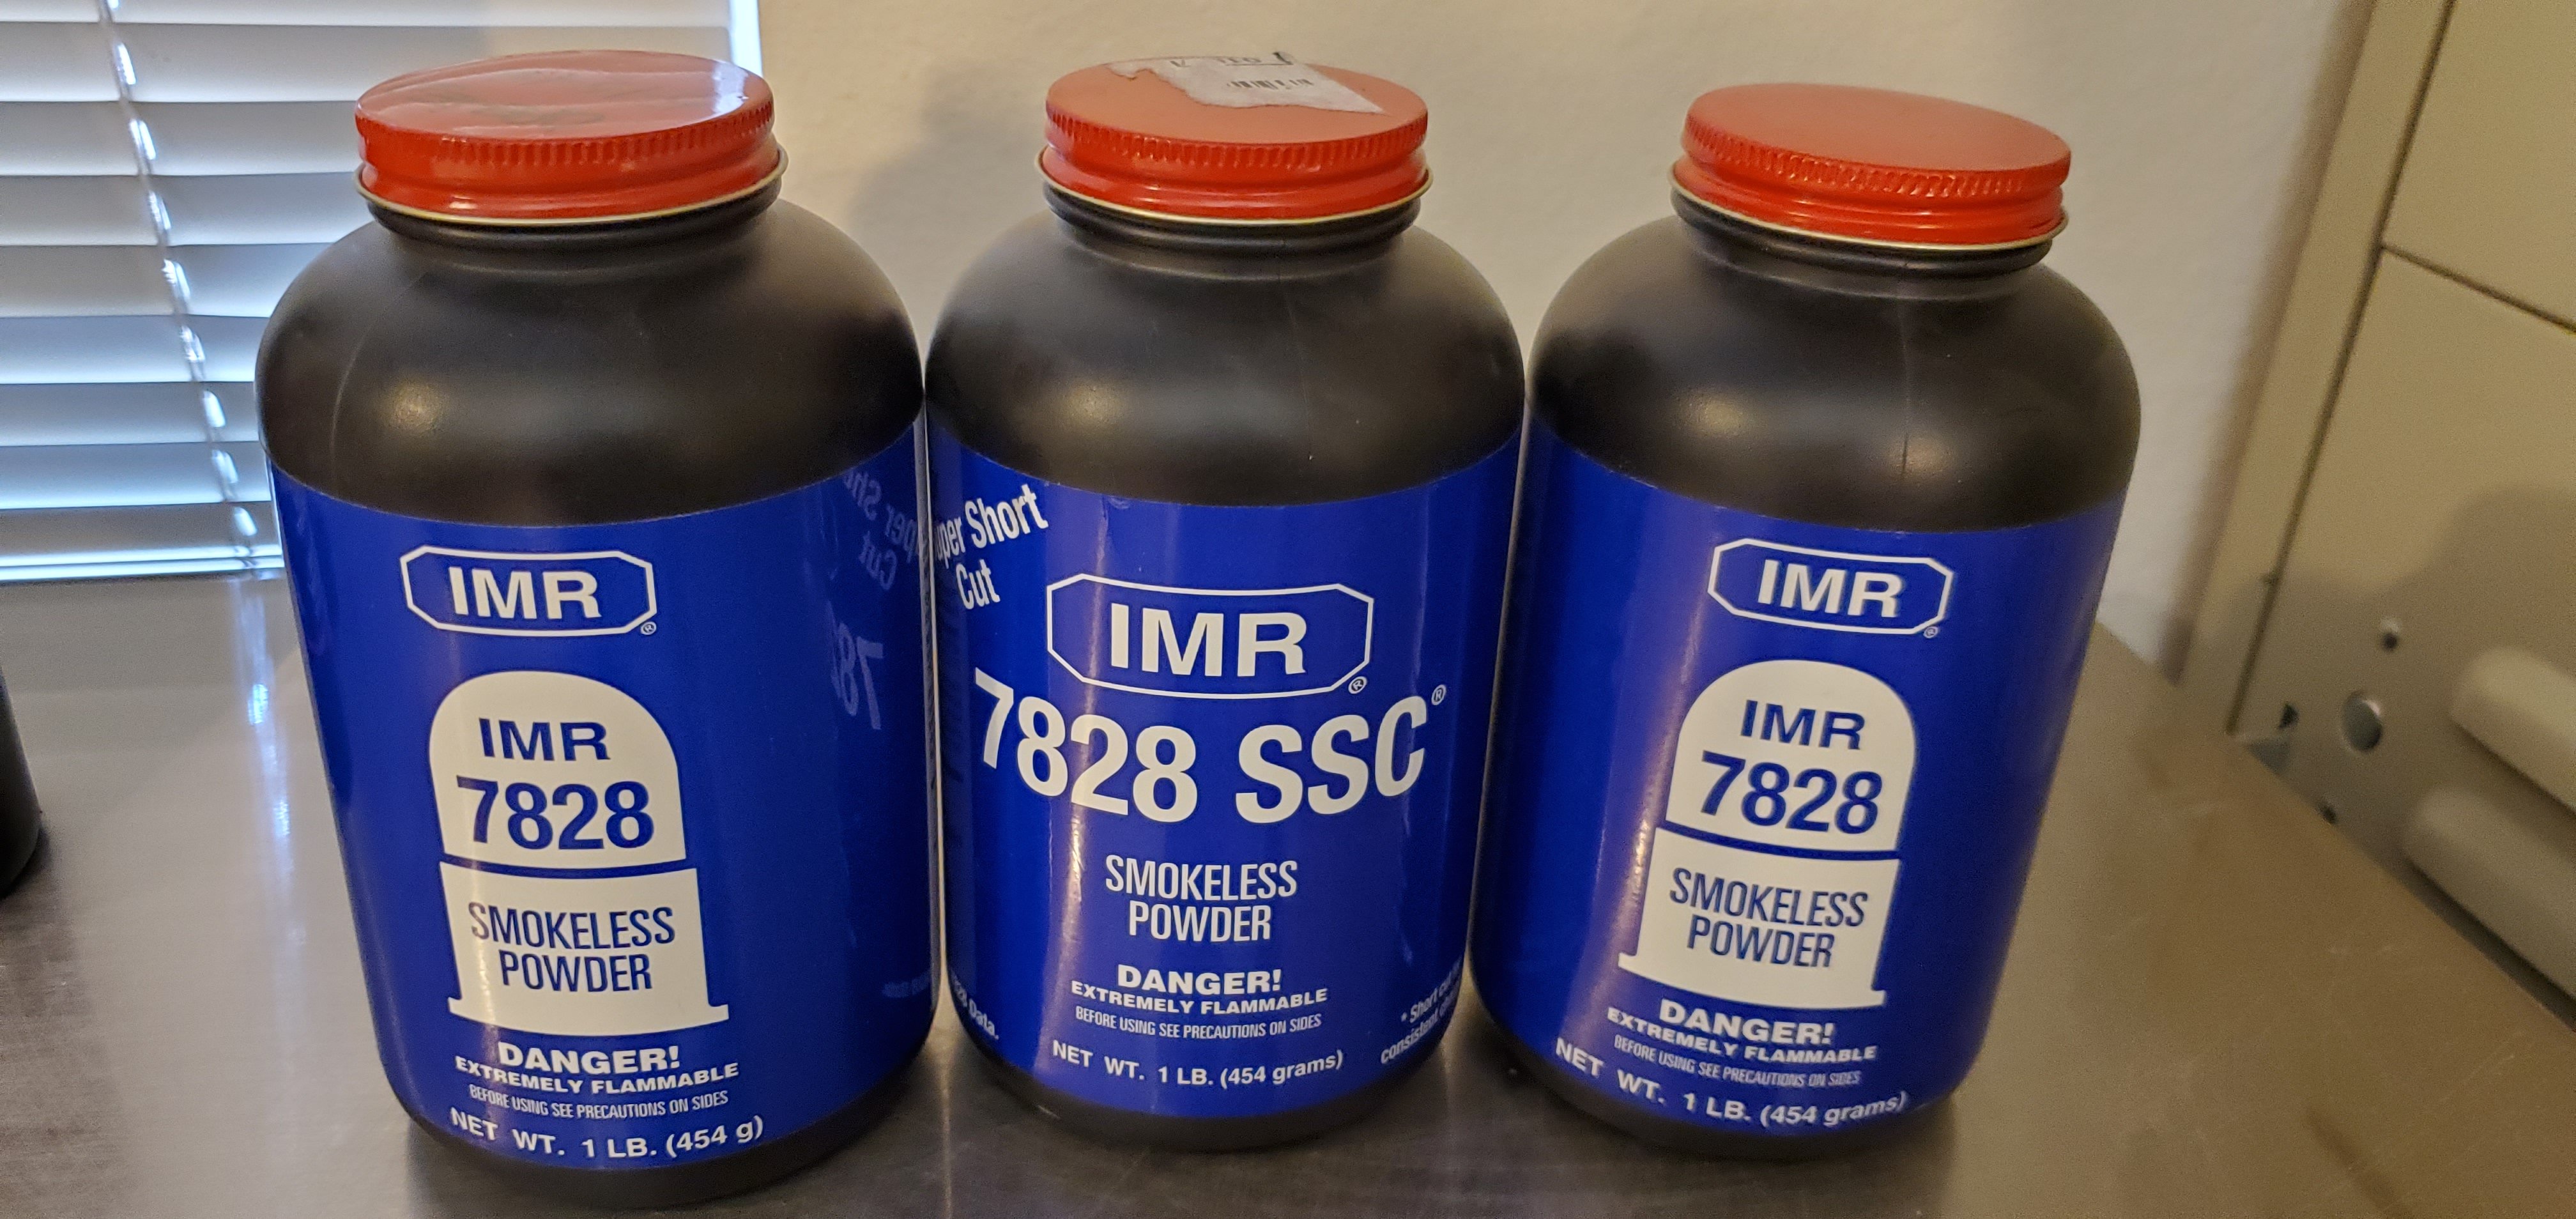 IMR
®
IMR
7828
SMOKELESS
POWDER
DANGER!
EXTREMELY FLAMMABLE
BEFORE USING SEE PRECAUTIONS ON SIDES
NET WT. 1 LB. (454 g)
Short
Cut
IMR
®
7828 SSC®
SMOKELESS
POWDER
DANGER!
EXTREMELY FLAMMABLE
BEFORE USING SEE PRECAUTIONS ON SIDES
NET WT. 1 LB. (454 grams)
Data.
* Short
IMR
®
IMR
7828
SMOKELESS
POWDER
DANGER!
EXTREMELY FLAMMABLE
BEFORE USING SEE PRECAUTIONS ON SIDES
NET WT. 1 LB. (454 grams)